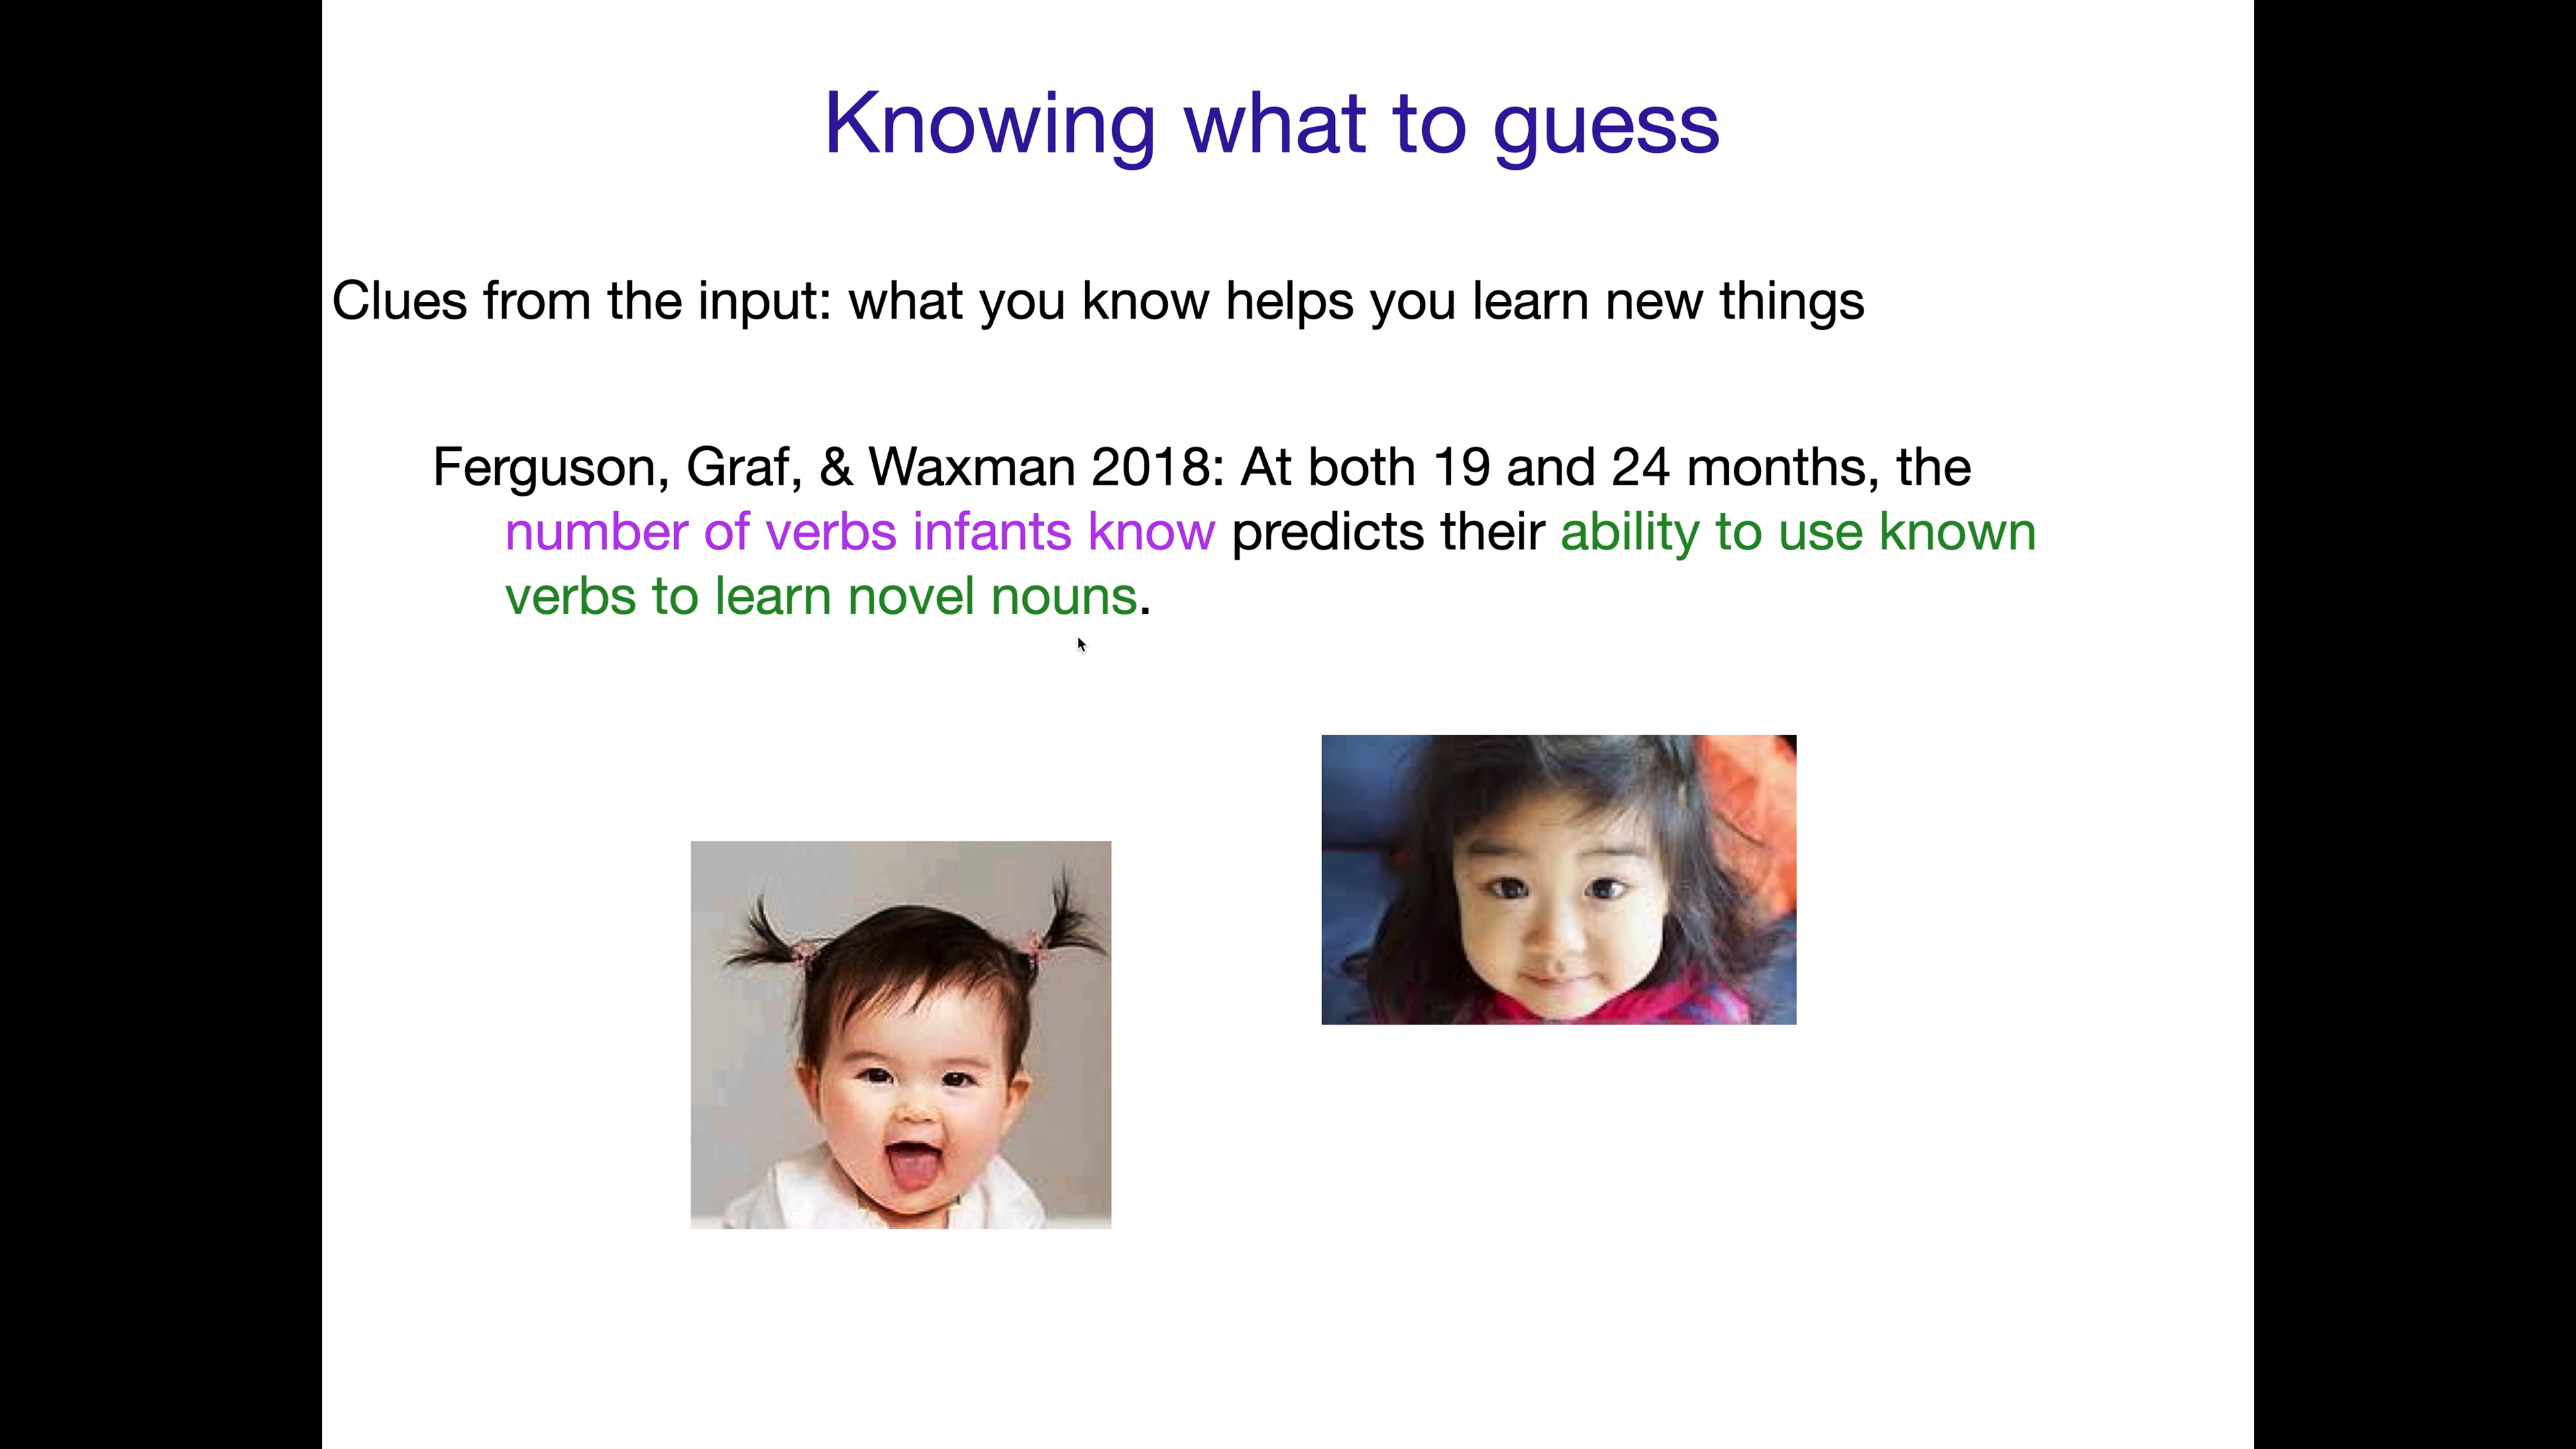 Knowing what to guess
Clues from the input: what you know helps you learn new things
Ferguson, Graf, & Waxman 2018: At both 19 and 24 months, the
number of verbs infants know predicts their ability to use known
verbs to learn novel nouns.